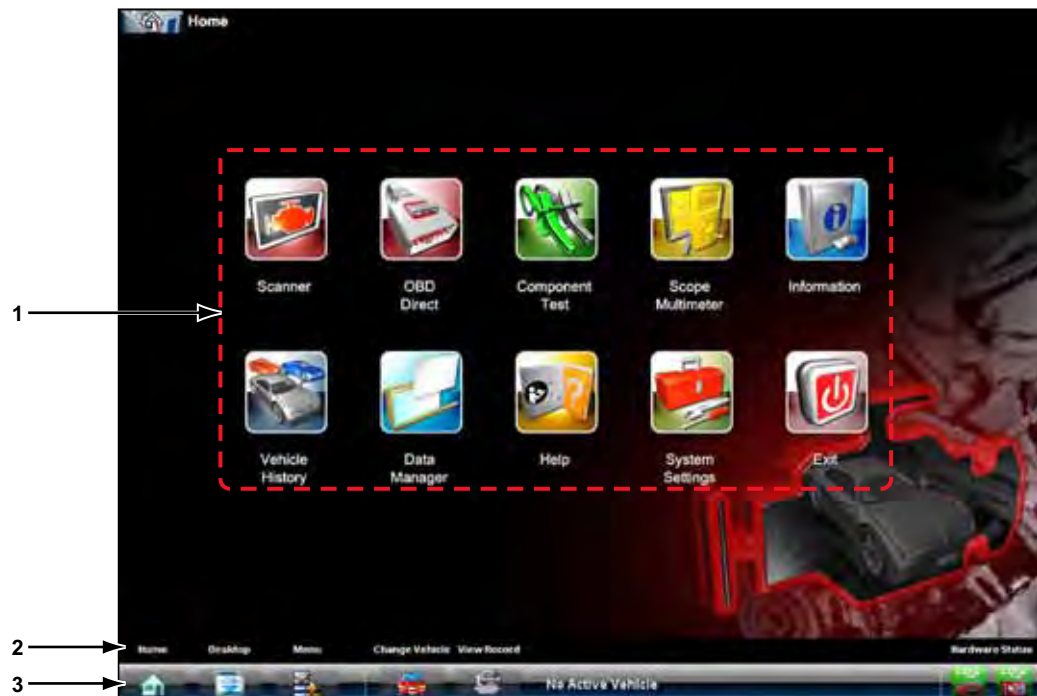 Home
Scanner
OBD
Direct
Component
Test
Scope
Multimeter
Information
1
Vehicle
History
Data
Manager
Help
System
Settings
Exit
2
Home Desktop Menu Change Vehicle View Record Hardware Status
3
No Active Vehicle